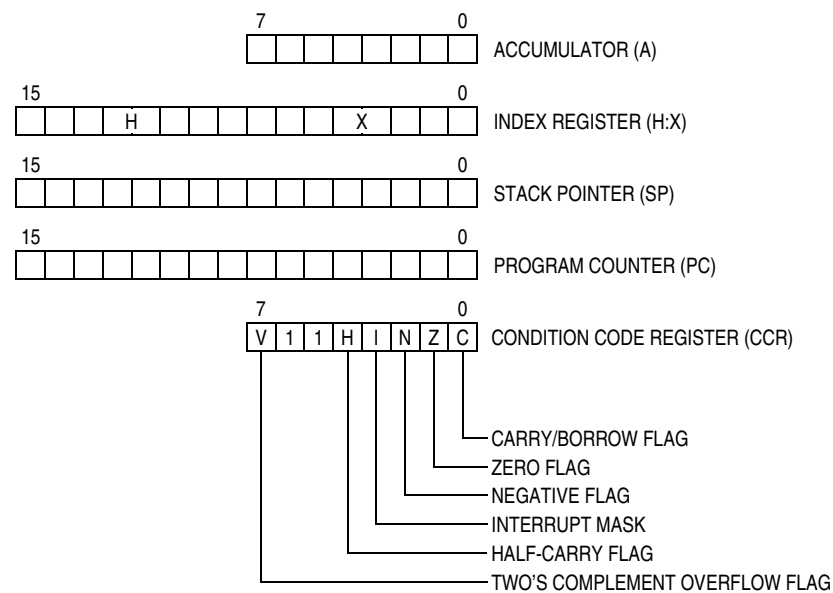 7 0
ACCUMULATOR (A)
15 0
H X INDEX REGISTER (H:X)
15 0
STACK POINTER (SP)
15 0
PROGRAM COUNTER (PC)
7 0
V 1 1 H I N Z C CONDITION CODE REGISTER (CCR)
CARRY/BORROW FLAG
ZERO FLAG
NEGATIVE FLAG
INTERRUPT MASK
HALF-CARRY FLAG
TWO'S COMPLEMENT OVERFLOW FLAG